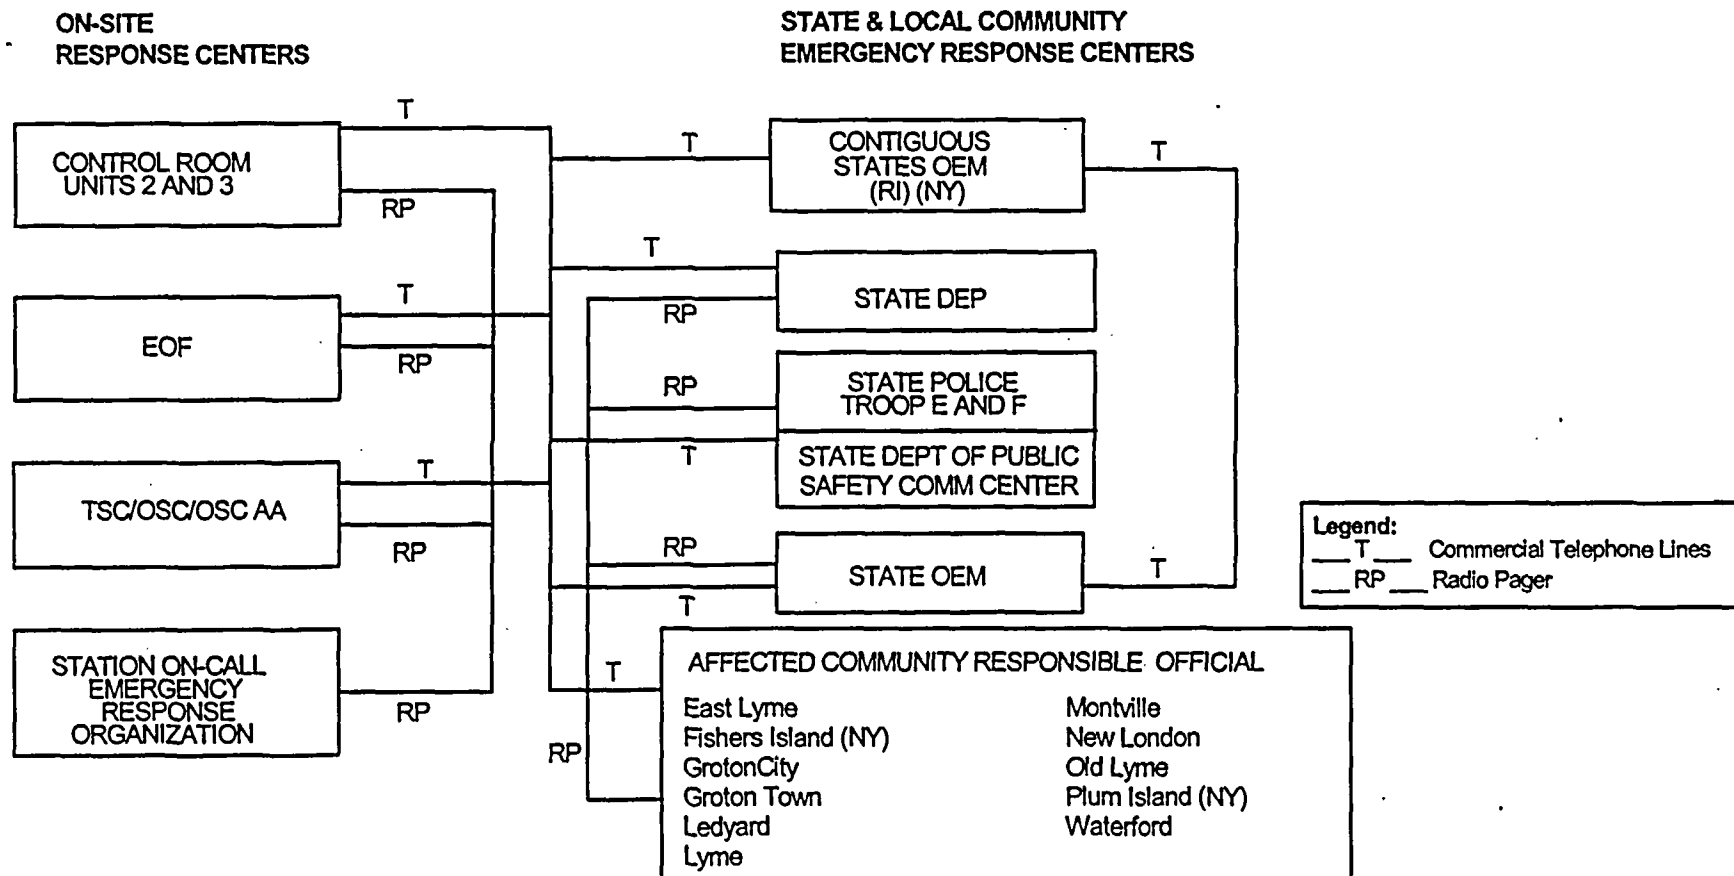 ON-SITE
RESPONSE CENTERS
STATE & LOCAL COMMUNITY
EMERGENCY RESPONSE CENTERS
T
CONTROL ROOM
UNITS 2 AND 3
RP
T
CONTIGUOUS
STATES OEM
(RI) (NY)
T
T
EOF
RP
T
STATE DEP
RP
RP
STATE POLICE
TROOP E AND F
T
STATE DEPT OF PUBLIC
SAFETY COMM CENTER
T
TSC/OSC/OSC AA
RP
RP
STATE OEM
T
T
Legend:
T Commercial Telephone Lines
RP Radio Pager
STATION ON-CALL
EMERGENCY
RESPONSE
ORGANIZATION
RP
T
RP
AFFECTED COMMUNITY RESPONSIBLE OFFICIAL
East Lyme
Fishers Island (NY)
GrotonCity
Groton Town
Ledyard
Lyme
Montville
New London
Old Lyme
Plum Island (NY)
Waterford